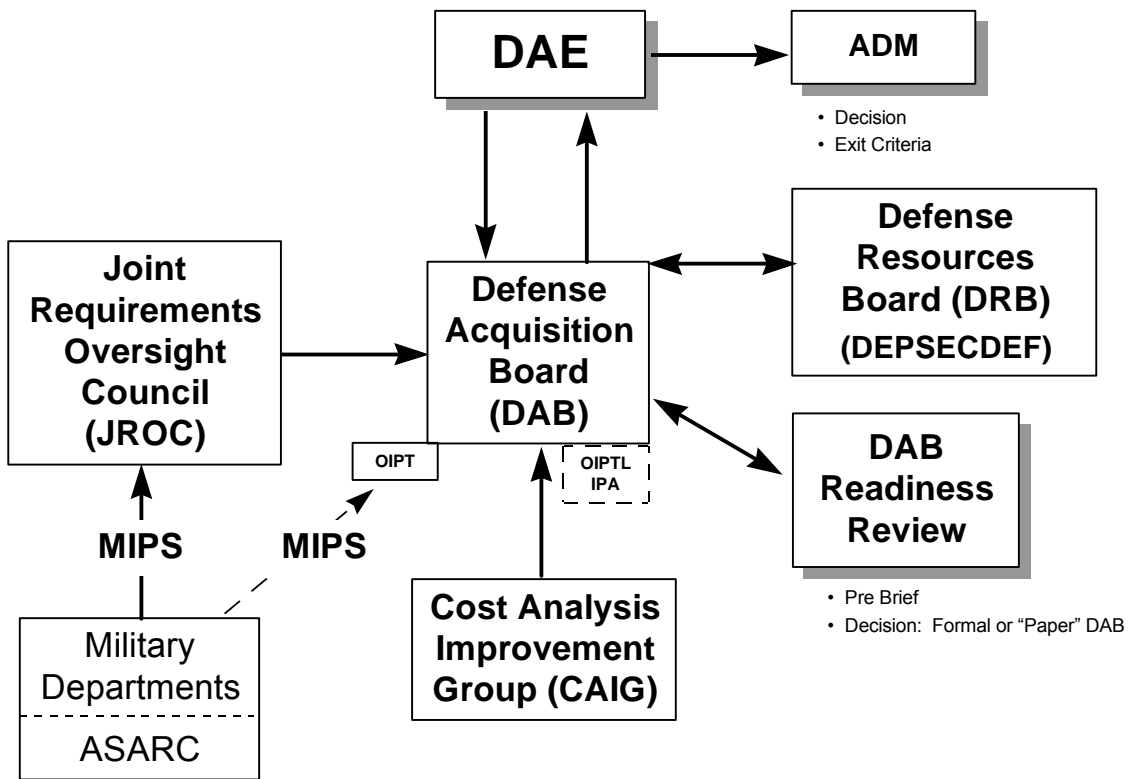 DAE
ADM
• Decision
• Exit Criteria
Joint
Requirements
Oversight
Council
(JROC)
Defense
Acquisition
Board
(DAB)
Defense
Resources
Board (DRB)
(DEPSECDEF)
OIPT
OIPTL
IPA
DAB
Readiness
Review
• Pre Brief
• Decision: Formal or “Paper” DAB
MIPS
MIPS
Cost Analysis
Improvement
Group (CAIG)
Military
Departments
ASARC